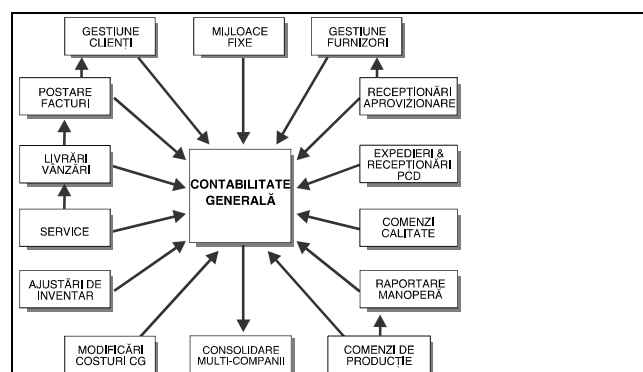 GESTIUNE
CLIENȚI
MIJLOACE
FIXE
GESTIUNE
FURNIZORI
POSTARE
FACTURI
RECEPȚIONĂRI
APROVIZIONARE
LIVRĂRI
VÂNZĂRI
CONTABILITATE
GENERALĂ
EXPEDIERI &
RECEPȚIONĂRI
PCD
SERVICE
COMENZI
CALITATE
AJUSTĂRI DE
INVENTAR
RAPORTARE
MANOPERĂ
MODIFICĂRI
COSTURI CG
CONSOLIDARE
MULTI-COMPANII
COMENZI DE
PRODUCȚIE